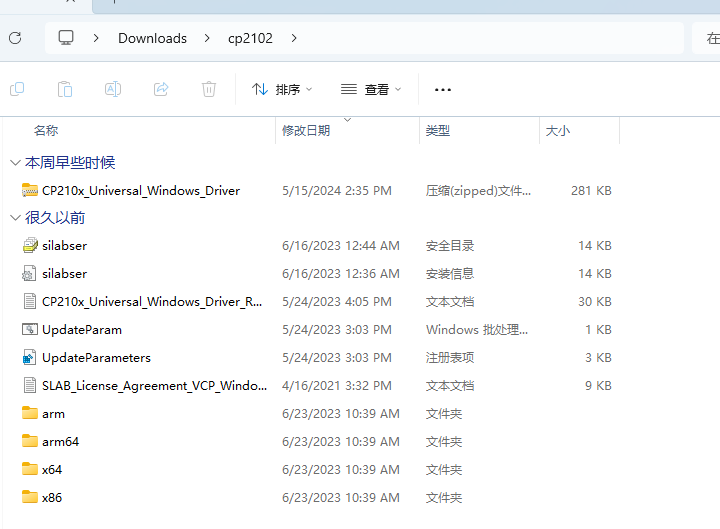 Downloads > cp2102 >
在
排序 查看 ...
名称 修改日期 类型 大小
本周早些时候
CP210x_Universal_Windows_Driver 5/15/2024 2:35 PM 压缩(zipped)文件... 281 KB
很久以前
silabser 6/16/2023 12:44 AM 安全目录 14 KB
silabser 6/16/2023 12:36 AM 安装信息 14 KB
CP210x_Universal_Windows_Driver_R... 5/24/2023 4:05 PM 文本文档 30 KB
UpdateParam 5/24/2023 3:03 PM Windows 批处理... 1 KB
UpdateParameters 5/24/2023 3:03 PM 注册表项 3 KB
SLAB_License_Agreement_VCP_Windo... 4/16/2021 3:32 PM 文本文档 9 KB
arm 6/23/2023 10:39 AM 文件夹
arm64 6/23/2023 10:39 AM 文件夹
x64 6/23/2023 10:39 AM 文件夹
x86 6/23/2023 10:39 AM 文件夹